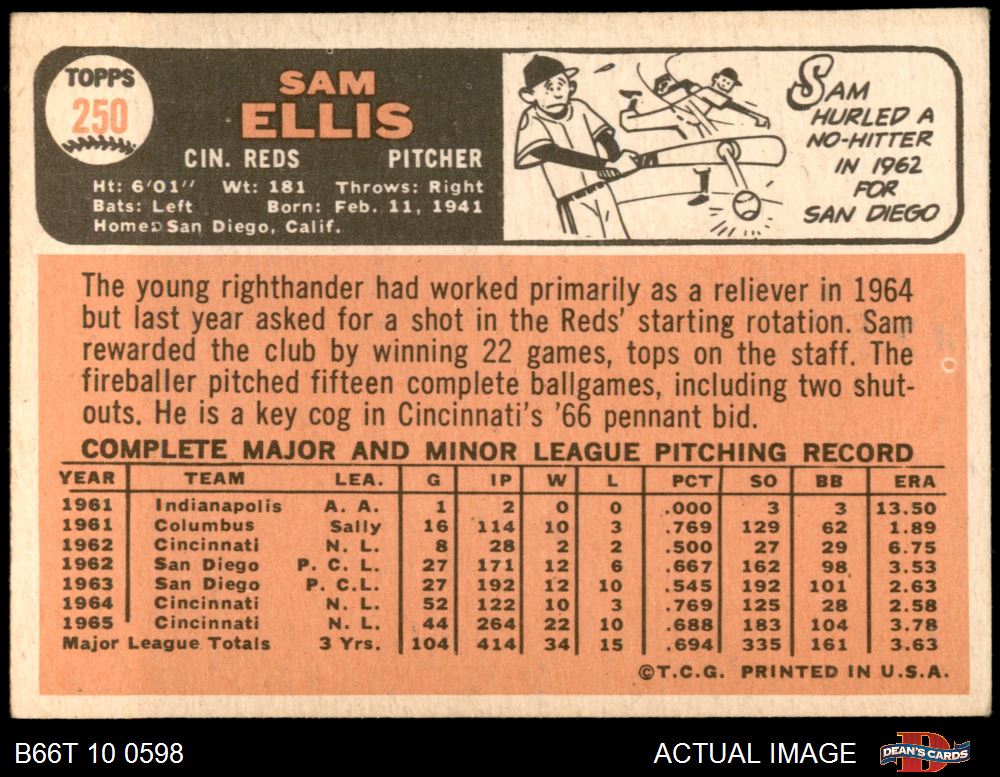 TOPPS
250
SAM
ELLIS
CIN. REDS PITCHER
Ht: 6'01" Wt: 181 Throws: Right
Bats: Left Born: Feb. 11, 1941
Home: San Diego, Calif.
SAM
HURLED A
NO-HITTER
IN 1962
FOR
SAN DIEGO
The young righthander had worked primarily as a reliever in 1964
but last year asked for a shot in the Reds' starting rotation. Sam
rewarded the club by winning 22 games, tops on the staff. The
fireballer pitched fifteen complete ballgames, including two shut-
outs. He is a key cog in Cincinnati's '66 pennant bid.
COMPLETE MAJOR AND MINOR LEAGUE PITCHING RECORD
YEAR TEAM LEA. G IP W L PCT SO BB ERA
1961 Indianapolis A. A. 1 2 0 0 .000 3 3 13.50
1961 Columbus Sally 16 114 10 3 .769 129 62 1.89
1962 Cincinnati N. L. 8 28 2 2 .500 27 29 6.75
1962 San Diego P. C. L. 27 171 12 6 .667 162 98 3.53
1963 San Diego P. C.L. 27 192 12 10 .545 192 101 2.63
1964 Cincinnati N. L. 52 122 10 3 .769 125 28 2.58
1965 Cincinnati N. L. 44 264 22 10 .688 183 104 3.78
Major League Totals 3 Yrs. 104 414 34 15 .694 335 161 3.63
©T.C.G. PRINTED IN U.S.A.
B66T 10 0598 ACTUAL IMAGE DEAN'S CARDS